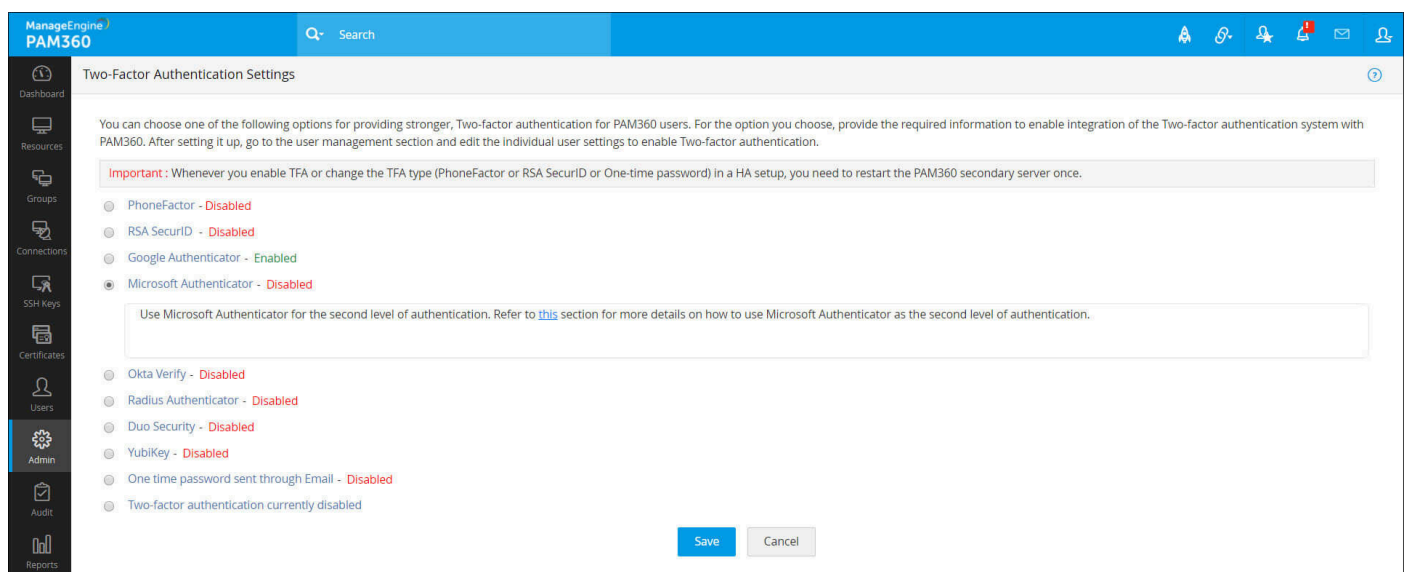 ManageEngine
PAM360
Search
Dashboard
Resources
Groups
Connections
SSH Keys
Certificates
Users
Admin
Audit
Reports
Two-Factor Authentication Settings
You can choose one of the following options for providing stronger, Two-factor authentication for PAM360 users. For the option you choose, provide the required information to enable integration of the Two-factor authentication system with
PAM360. After setting it up, go to the user management section and edit the individual user settings to enable Two-factor authentication.
Important : Whenever you enable TFA or change the TFA type (PhoneFactor or RSA SecurID or One-time password) in a HA setup, you need to restart the PAM360 secondary server once.
PhoneFactor - Disabled
RSA SecurID - Disabled
Google Authenticator - Enabled
Microsoft Authenticator - Disabled
Use Microsoft Authenticator for the second level of authentication. Refer to this section for more details on how to use Microsoft Authenticator as the second level of authentication.
Okta Verify - Disabled
Radius Authenticator - Disabled
Duo Security - Disabled
YubiKey - Disabled
One time password sent through Email - Disabled
Two-factor authentication currently disabled
Save
Cancel